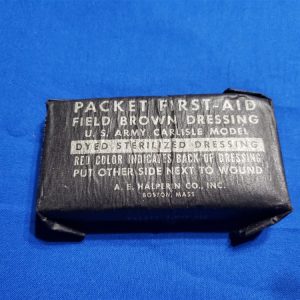 PACKET FIRST-AID
FIELD BROWN DRESSING
U. S. ARMY CARLISLE MODEL
DYED STERILIZED DRESSING
RED COLOR INDICATES BACK OF DRESSING
PUT OTHER SIDE NEXT TO WOUND
A. E. HALPERIN CO., INC.
BOSTON, MASS